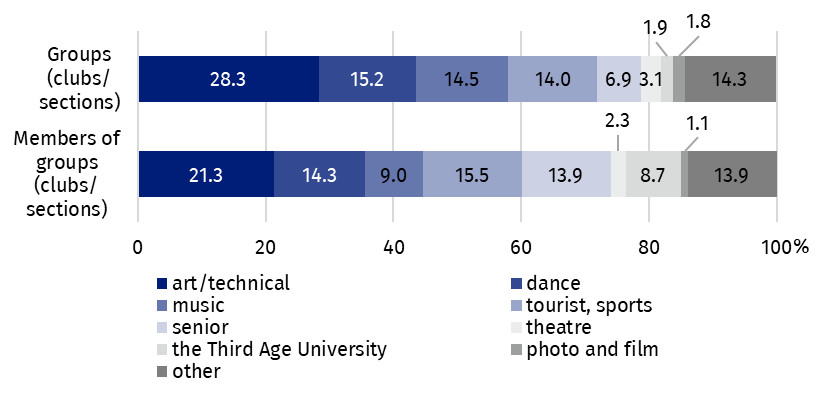 1.9
1.8
Groups
(clubs/
sections)
28.3 15.2 14.5 14.0 6.9 3.1 14.3
2.3
1.1
Members of
groups
(clubs/
sections)
21.3 14.3 9.0 15.5 13.9 8.7 13.9
0 20 40 60 80 100%
art/technical
dance
music
tourist, sports
senior
theatre
the Third Age University
photo and film
other